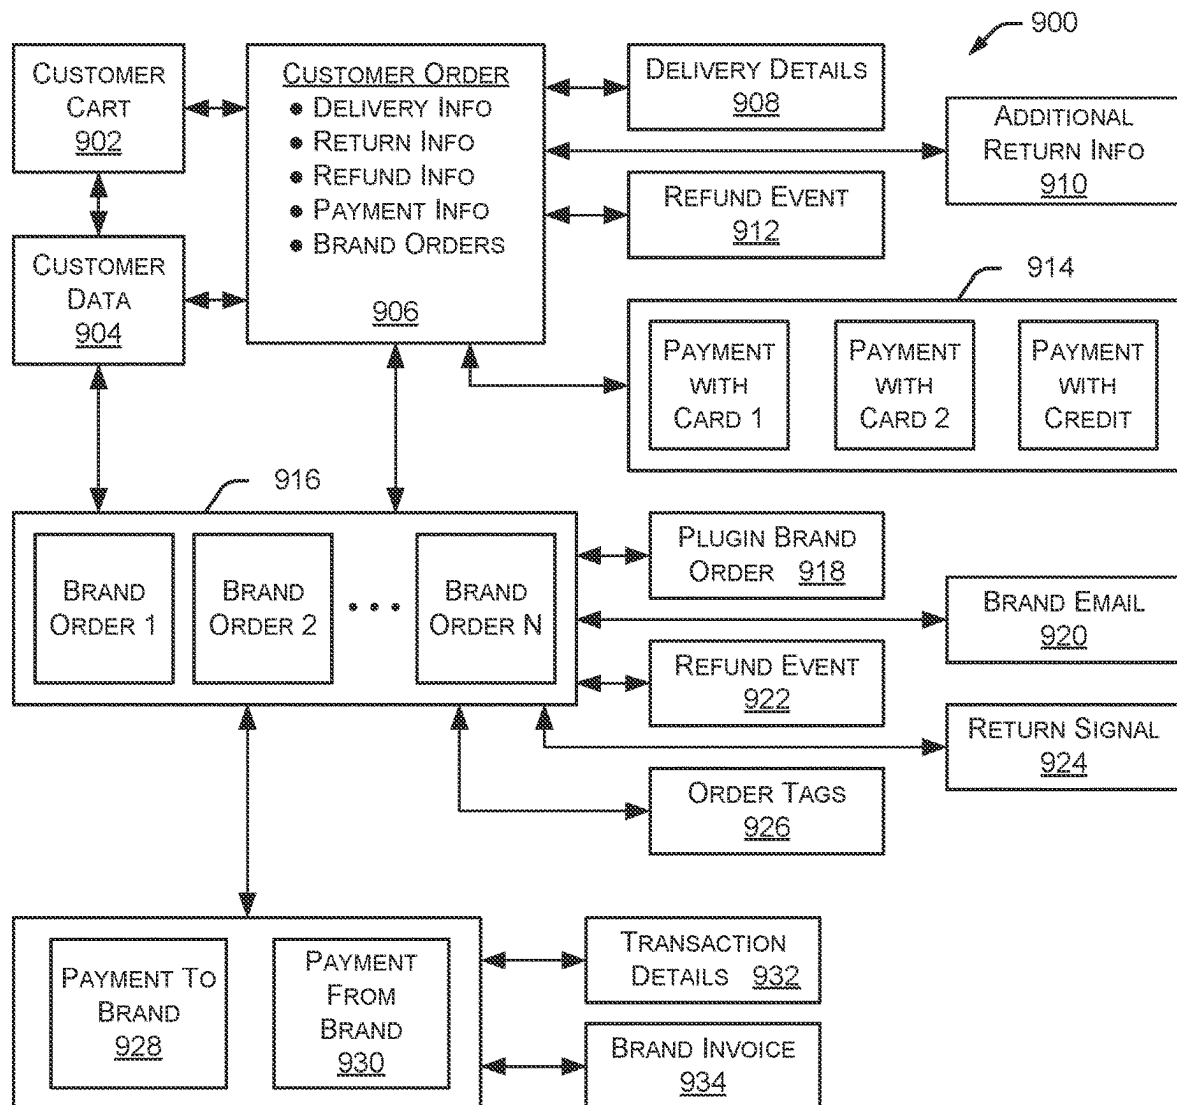 900
CUSTOMER
CART
902
CUSTOMER ORDER
• DELIVERY INFO
• RETURN INFO
• REFUND INFO
• PAYMENT INFO
• BRAND ORDERS
906
DELIVERY DETAILS
908
ADDITIONAL
RETURN INFO
910
REFUND EVENT
912
CUSTOMER
DATA
904
914
PAYMENT
WITH
CARD 1
PAYMENT
WITH
CARD 2
PAYMENT
WITH
CREDIT
916
BRAND
ORDER 1
BRAND
ORDER 2
• • •
BRAND
ORDER N
PLUGIN BRAND
ORDER 918
BRAND EMAIL
920
REFUND EVENT
922
RETURN SIGNAL
924
ORDER TAGS
926
PAYMENT TO
BRAND
928
PAYMENT
FROM
BRAND
930
TRANSACTION
DETAILS 932
BRAND INVOICE
934